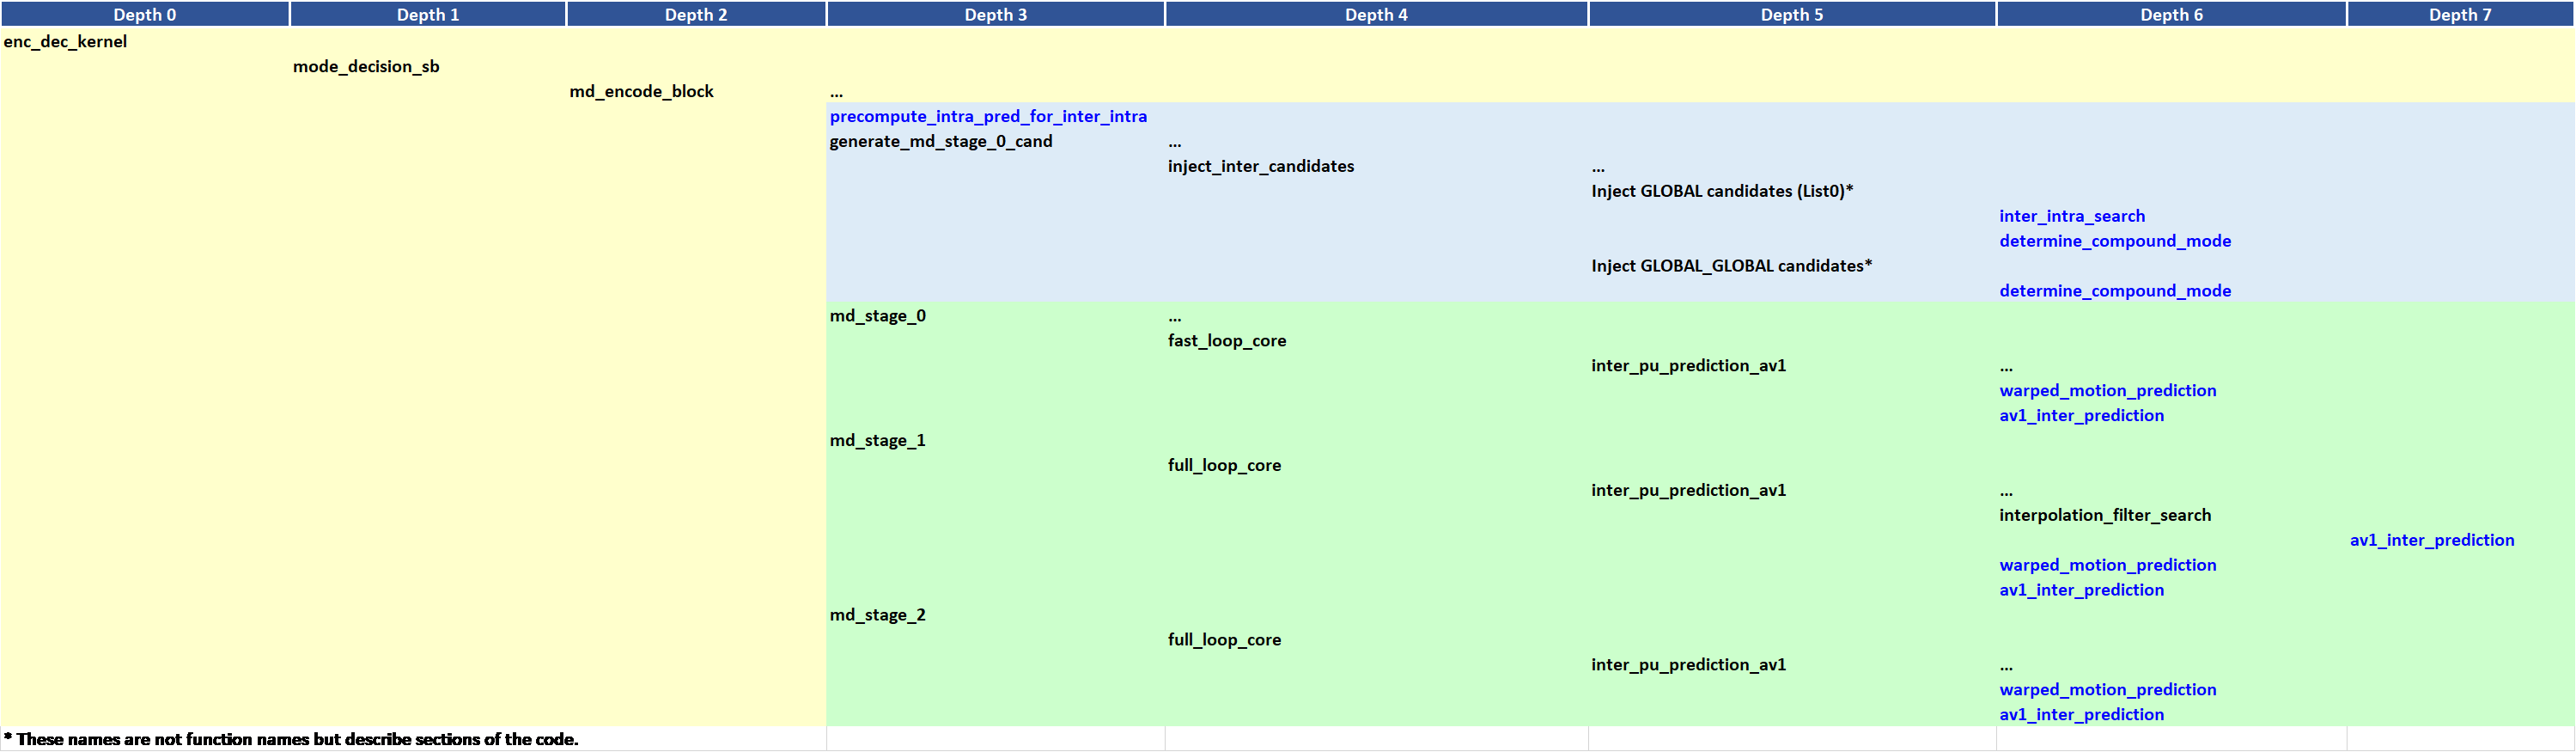 Depth 0 Depth 1 Depth 2 Depth 3 Depth 4 Depth 5 Depth 6 Depth 7
enc_dec_kernel
mode_decision_sb
md_encode_block ...
precompute_intra_pred_for_inter_intra
generate_md_stage_0_cand ...
inject_inter_candidates ...
Inject GLOBAL candidates (List0)*
inter_intra_search
determine_compound_mode
Inject GLOBAL_GLOBAL candidates*
determine_compound_mode
md_stage_0 ...
fast_loop_core
inter_pu_prediction_av1 ...
warped_motion_prediction
av1_inter_prediction
md_stage_1
full_loop_core
inter_pu_prediction_av1 ...
interpolation_filter_search
av1_inter_prediction
warped_motion_prediction
av1_inter_prediction
md_stage_2
full_loop_core
inter_pu_prediction_av1 ...
warped_motion_prediction
av1_inter_prediction
* These names are not function names but describe sections of the code.